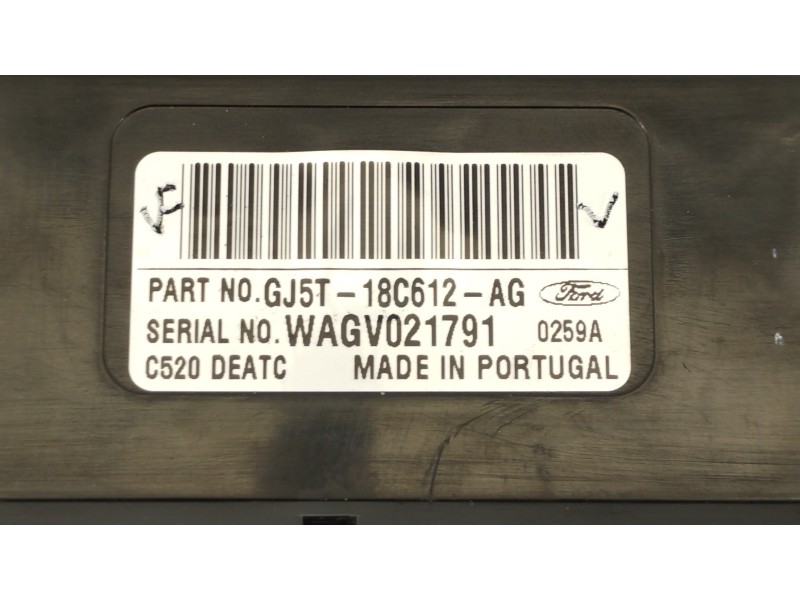 PART NO. GJ5T-18C612-AG Ford
SERIAL NO. WAGV021791 0259A
C520 DEATC MADE IN PORTUGAL